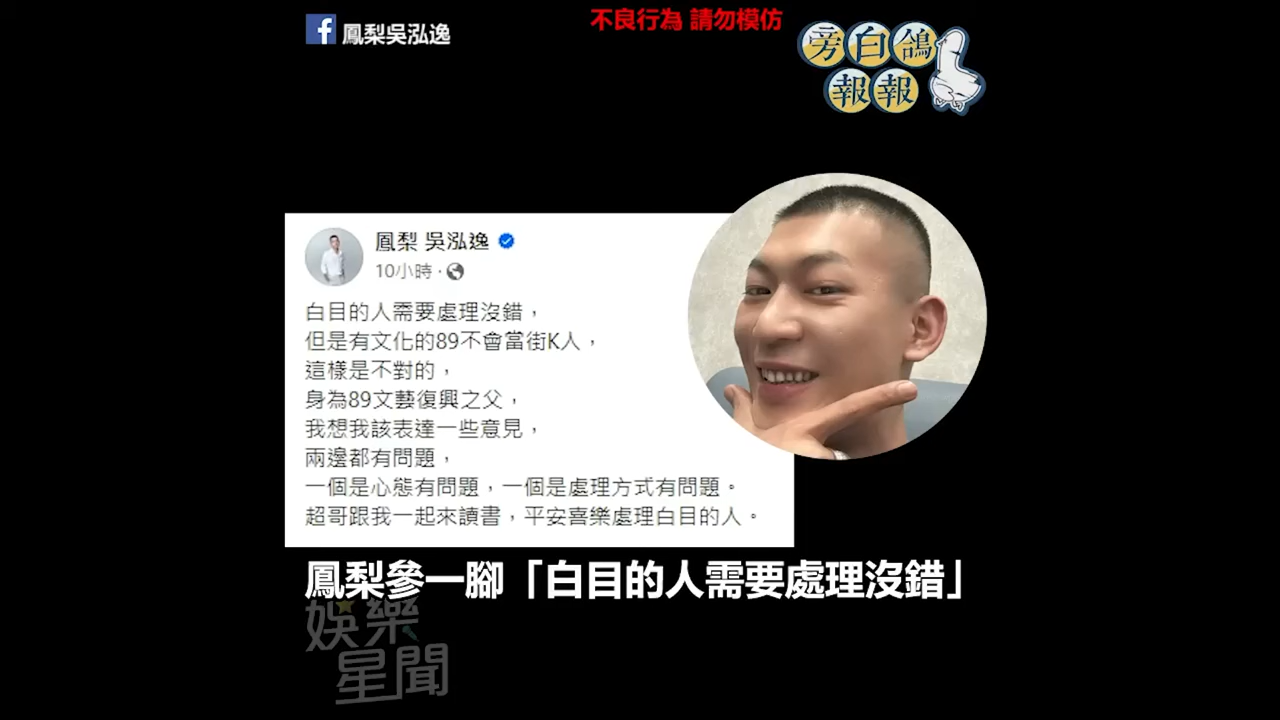 鳳梨吳泓逸
不良行為 請勿模仿
旁白鴿
報報
鳳梨 吳泓逸
10小時
白目的人需要處理沒錯，
但是有文化的89不會當街K人，
這樣是不對的，
身為89文藝復興之父，
我想我該表達一些意見，
兩邊都有問題，
一個是心態有問題，一個是處理方式有問題。
超哥跟我一起來讀書，平安喜樂處理白目的人。
鳳梨參一腳「白目的人需要處理沒錯」
娛樂
星聞